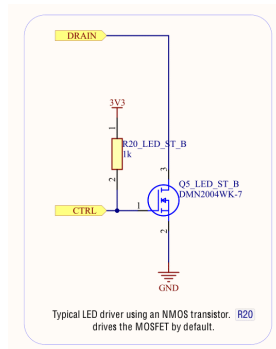 DRAIN
3V3
1
R20_LED_ST_B
1k
2
3
Q5_LED_ST_B
DMN2004WK-7
CTRL
1
2
GND
Typical LED driver using an NMOS transistor. R20
drives the MOSFET by default.